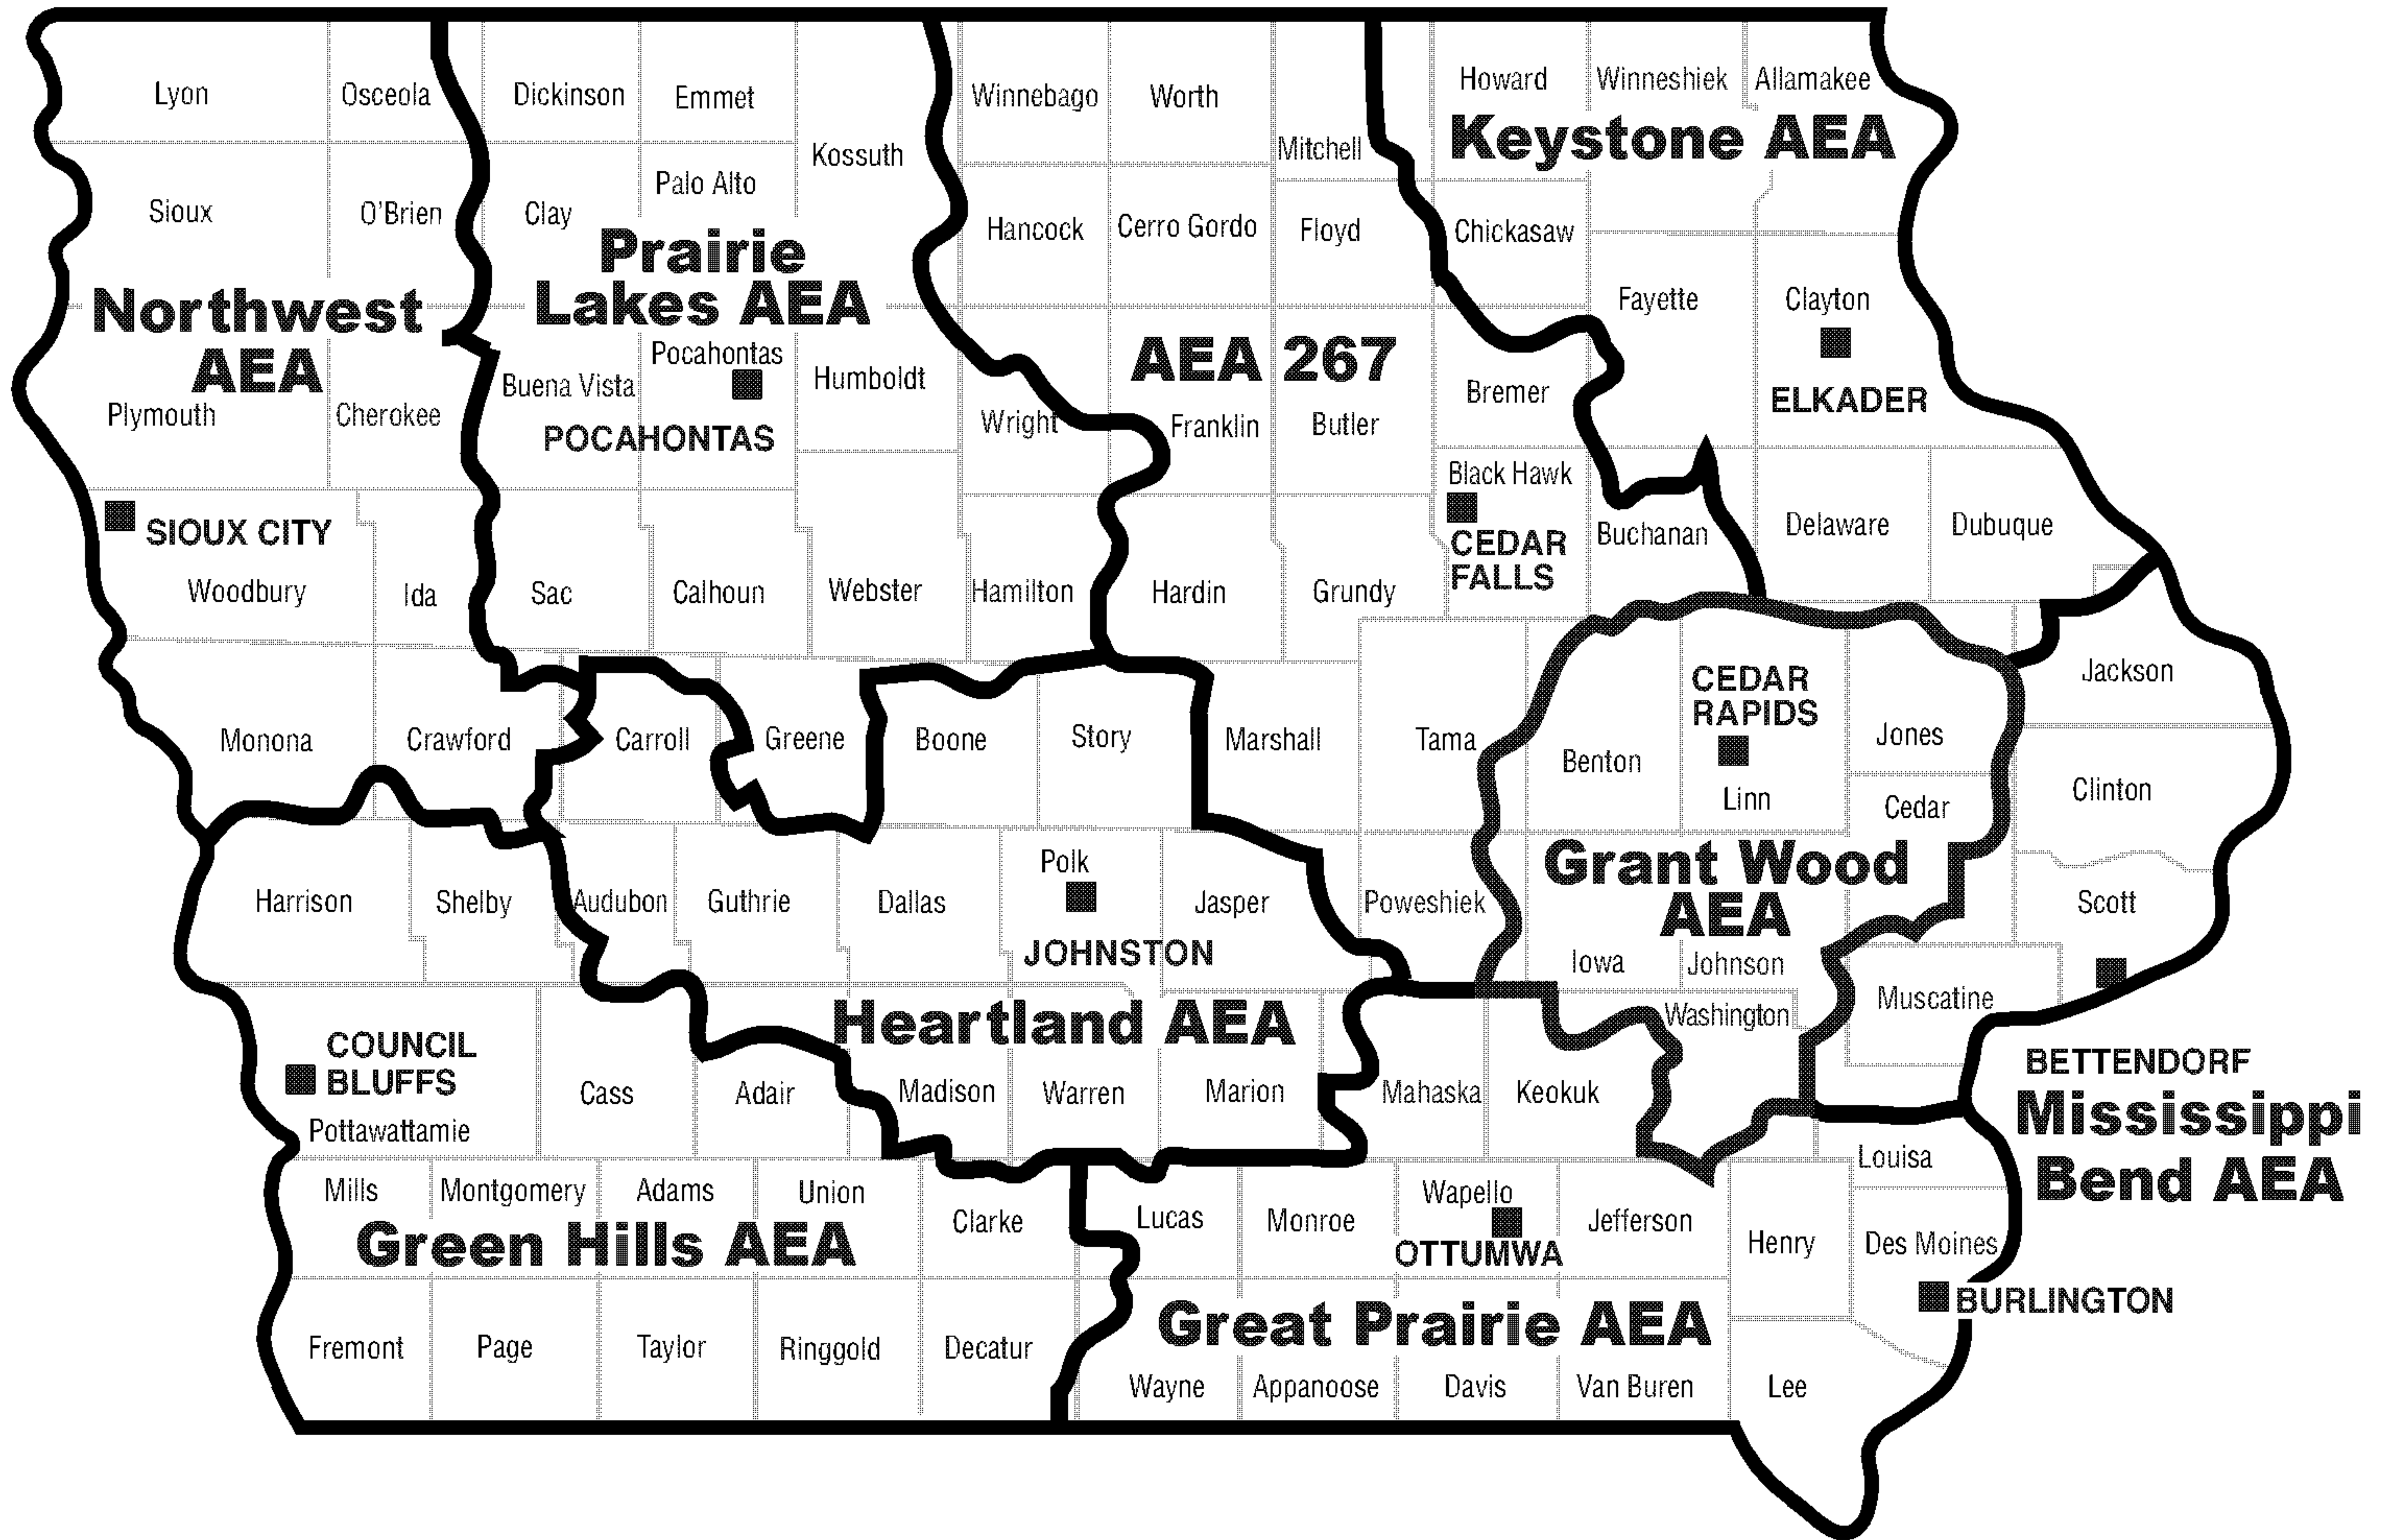 Lyon
Osceola
Dickinson
Emmet
Kossuth
Winnebago
Worth
Mitchell
Howard
Winneshiek
Allamakee
Keystone AEA
Sioux
O'Brien
Clay
Palo Alto
Hancock
Cerro Gordo
Floyd
Chickasaw
Fayette
Clayton
ELKADER
Northwest
AEA
Prairie
Lakes AEA
AEA 267
Plymouth
Cherokee
Buena Vista
Pocahontas
POCAHONTAS
Humboldt
Wright
Franklin
Butler
Bremer
Black Hawk
CEDAR
FALLS
Buchanan
Delaware
Dubuque
SIOUX CITY
Woodbury
Ida
Sac
Calhoun
Webster
Hamilton
Hardin
Grundy
Jackson
Monona
Crawford
Carroll
Greene
Boone
Story
Marshall
Tama
Benton
CEDAR
RAPIDS
Linn
Jones
Cedar
Clinton
Grant Wood
AEA
Harrison
Shelby
Audubon
Guthrie
Dallas
Polk
JOHNSTON
Jasper
Poweshiek
Iowa
Johnson
Scott
Muscatine
Washington
Heartland AEA
COUNCIL
BLUFFS
Pottawattamie
Cass
Adair
Madison
Warren
Marion
Mahaska
Keokuk
BETTENDORF
Mississippi
Bend AEA
Louisa
Mills
Montgomery
Adams
Union
Clarke
Green Hills AEA
Lucas
Monroe
Wapello
OTTUMWA
Jefferson
Henry
Des Moines
BURLINGTON
Great Prairie AEA
Fremont
Page
Taylor
Ringgold
Decatur
Wayne
Appanoose
Davis
Van Buren
Lee